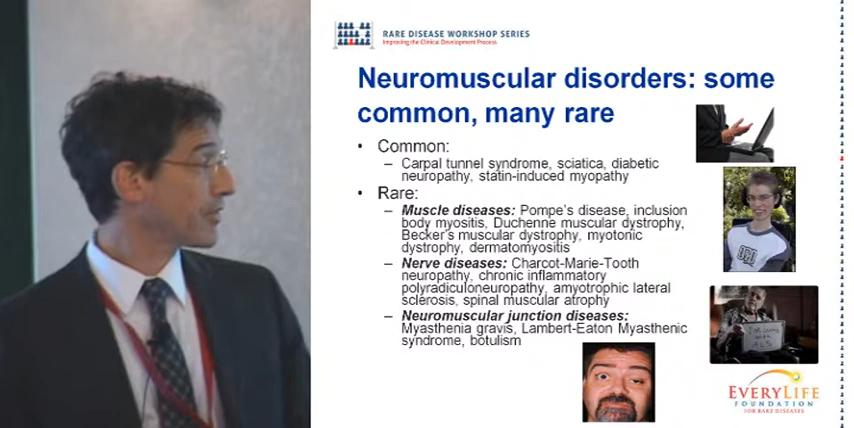 RARE DISEASE WORKSHOP SERIES
Improving the Clinical Development Process
Neuromuscular disorders: some
common, many rare
• Common:
– Carpal tunnel syndrome, sciatica, diabetic
neuropathy, statin-induced myopathy
• Rare:
– Muscle diseases: Pompe's disease, inclusion
body myositis, Duchenne muscular dystrophy,
Becker's muscular dystrophy, myotonic
dystrophy, dermatomyositis
– Nerve diseases: Charcot-Marie-Tooth
neuropathy, chronic inflammatory
polyradiculoneuropathy, amyotrophic lateral
sclerosis, spinal muscular atrophy
– Neuromuscular junction diseases:
Myasthenia gravis, Lambert-Eaton Myasthenic
syndrome, botulism
ALS
EVERYLIFE
FOUNDATION
FOR RARE DISEASES